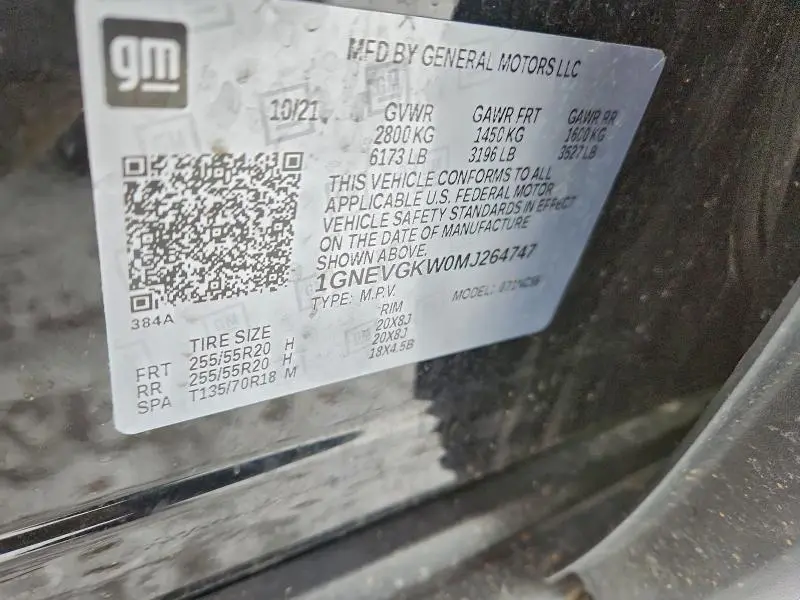 gm
MFD BY GENERAL MOTORS LLC
10/21 GVWR GAWR FRT GAWR RR
2800 KG 1450 KG 1600 KG
6173 LB 3196 LB 3527 LB
THIS VEHICLE CONFORMS TO ALL
APPLICABLE U.S. FEDERAL MOTOR
VEHICLE SAFETY STANDARDS IN EFFECT
ON THE DATE OF MANUFACTURE
SHOWN ABOVE.
1GNEVGKW0MJ264747
TYPE: M.P.V. MODEL:
384A
TIRE SIZE RIM
FRT 255/55R20 H 20X8J
RR 255/55R20 H 20X8J
SPA T135/70R18 M 18X4.5B